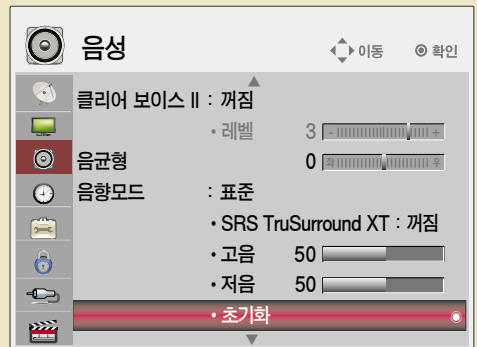 음성 이동 확인
클리어 보이스 II : 꺼짐
• 레벨 3 - +
음균형 0 좌 우
음향모드 : 표준
• SRS TruSurround XT : 꺼짐
• 고음 50
• 저음 50
• 초기화